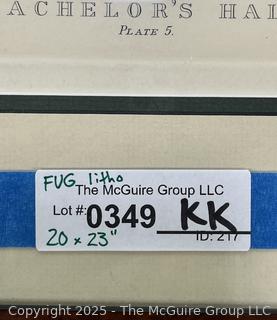 ACHELOR'S HAL
PLATE 5.
FUG litho
The McGuire Group LLC
Lot #: 0349 KK
20 x 23"
ID: 217
Copyright © 2025 - The McGuire Group LLC